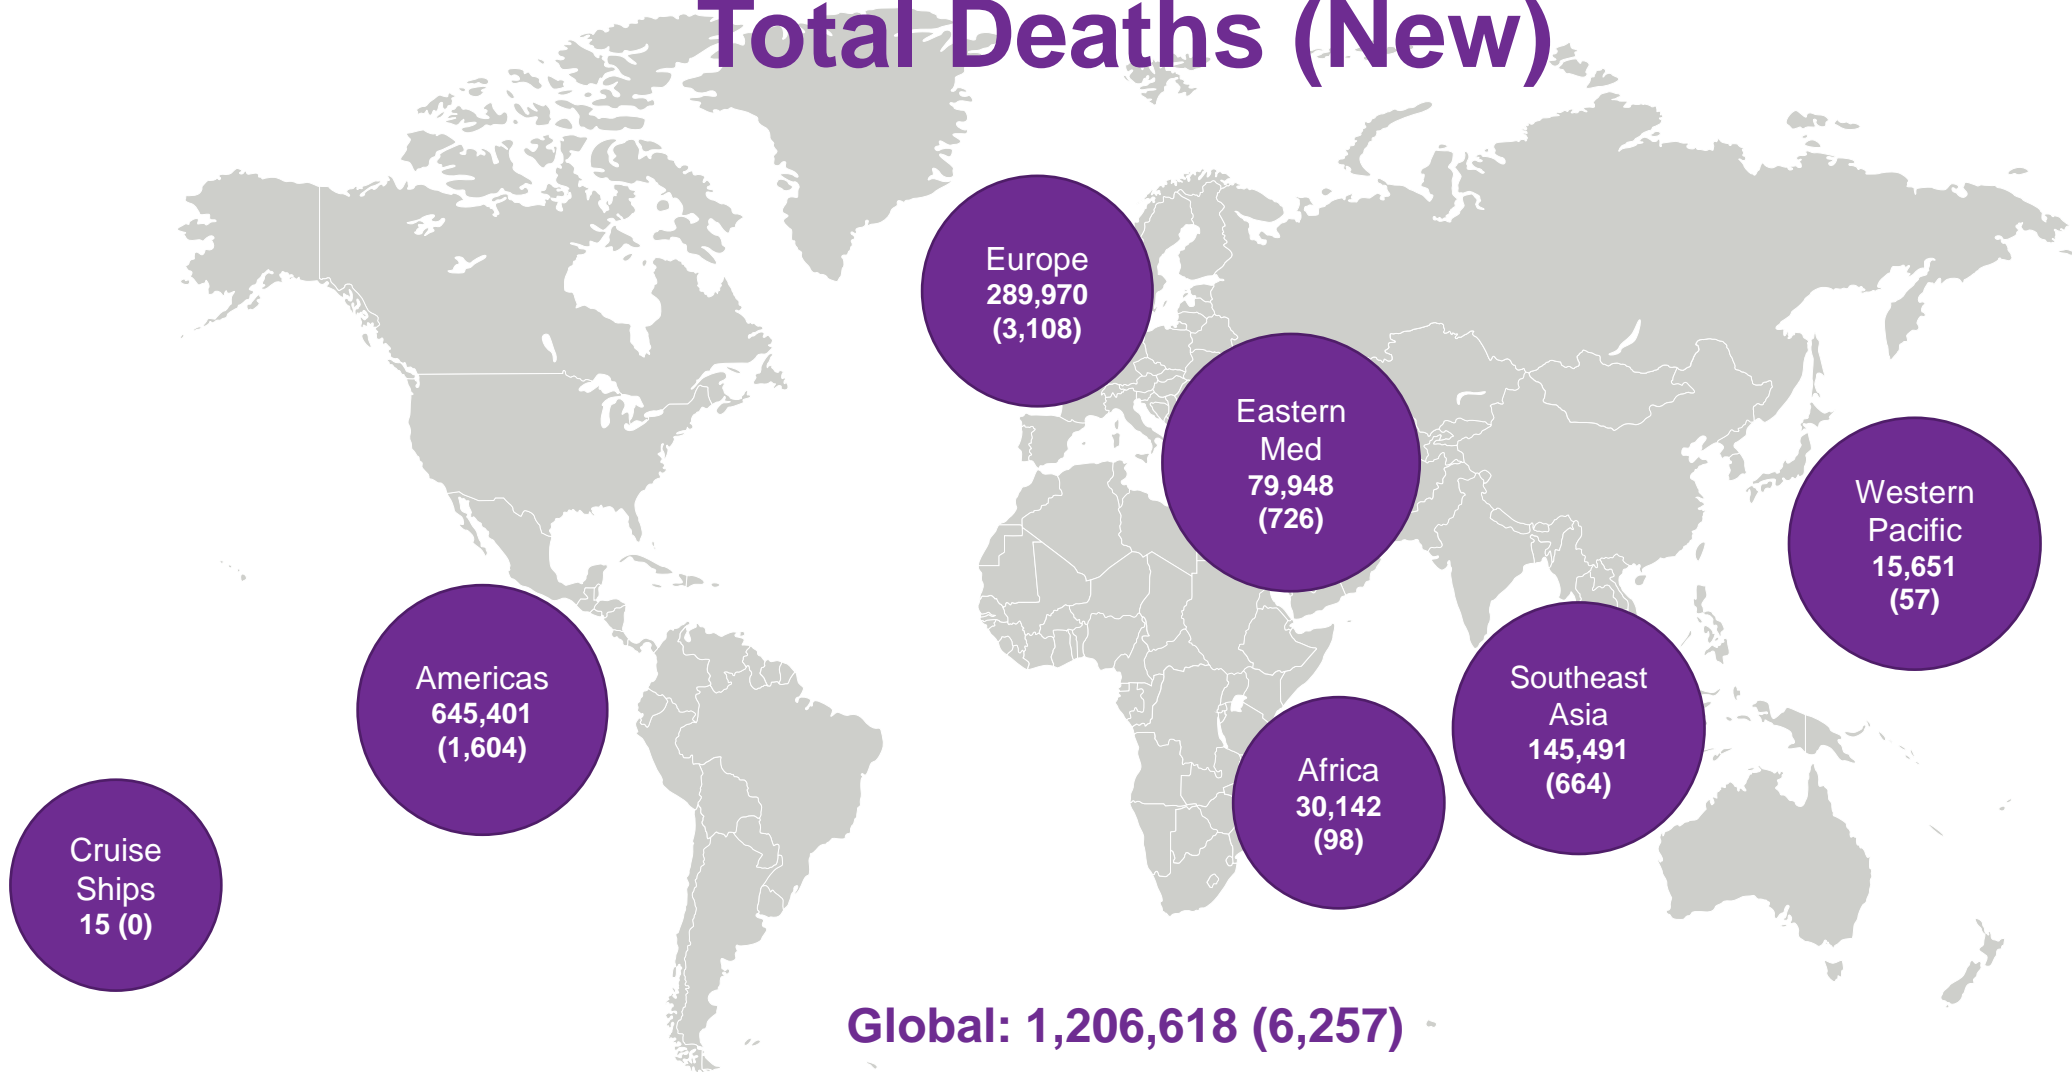 Total Deaths (New)
Europe
289,970
(3,108)
Eastern
Med
79,948
(726)
Western
Pacific
15,651
(57)
Americas
645,401
(1,604)
Southeast
Asia
145,491
(664)
Africa
30,142
(98)
Cruise
Ships
15 (0)
Global: 1,206,618 (6,257)